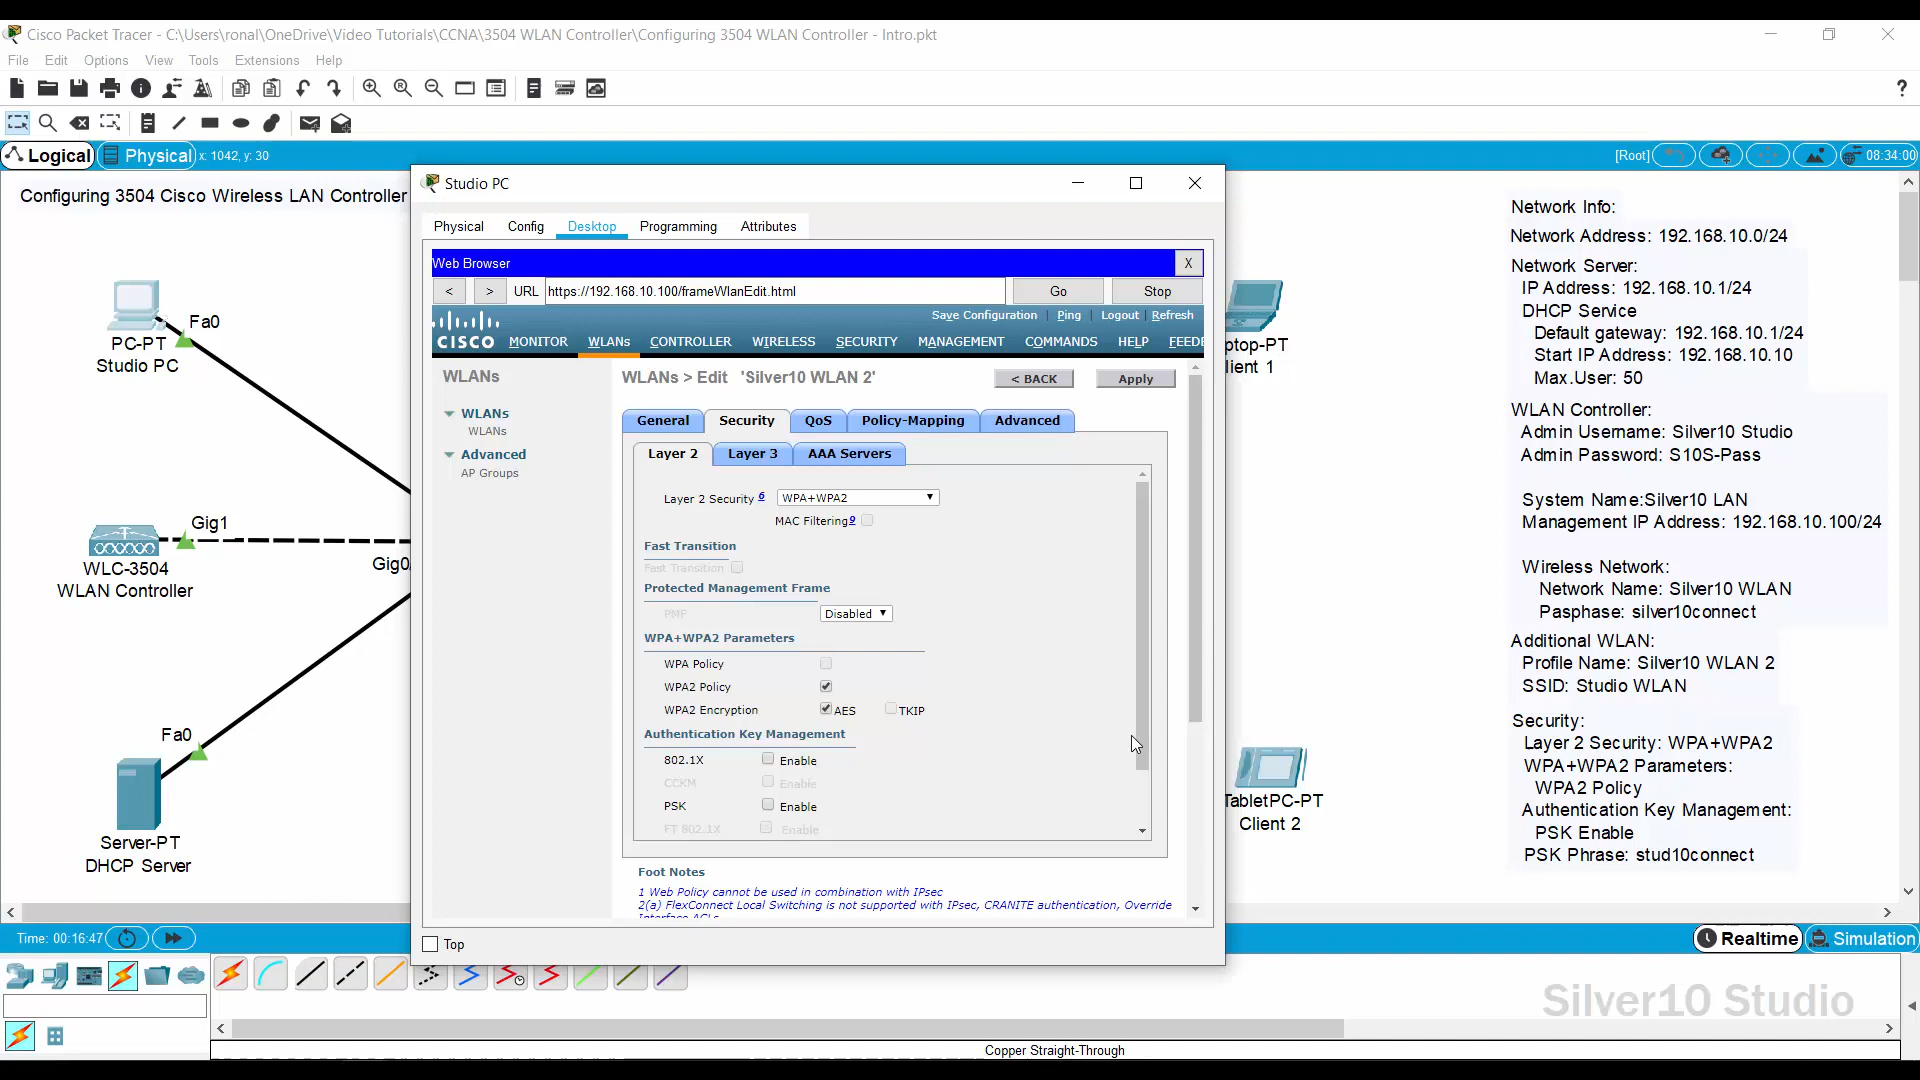 Cisco Packet Tracer - C:\Users\ronal\OneDrive\Video Tutorials\CCNA\3504 WLAN Controller\Configuring 3504 WLAN Controller - Intro.pkt
File Edit Options View Tools Extensions Help
Logical Physical x: 1042, y: 30
[Root] 08:34:00
Configuring 3504 Cisco Wireless LAN Controller
Fa0
PC-PT
Studio PC
Gig1
Gig0
WLC-3504
WLAN Controller
Fa0
Server-PT
DHCP Server
Studio PC
Physical Config Desktop Programming Attributes
Web Browser X
< > URL https://192.168.10.100/frameWlanEdit.html Go Stop
Save Configuration Ping Logout Refresh
CISCO MONITOR WLANs CONTROLLER WIRELESS SECURITY MANAGEMENT COMMANDS HELP FEEDB
WLANs
WLANs
WLANs
Advanced
AP Groups
WLANs > Edit 'Silver10 WLAN 2' < BACK Apply
General Security QoS Policy-Mapping Advanced
Layer 2 Layer 3 AAA Servers
Layer 2 Security 6 WPA+WPA2
MAC Filtering9
Fast Transition
Fast Transition
Protected Management Frame
PMF Disabled
WPA+WPA2 Parameters
WPA Policy
WPA2 Policy
WPA2 Encryption AES TKIP
Authentication Key Management
802.1X Enable
CCKM Enable
PSK Enable
FT 802.1X Enable
Foot Notes
1 Web Policy cannot be used in combination with IPsec
2(a) FlexConnect Local Switching is not supported with IPsec, CRANITE authentication, Override
Interface ACLs
Top
ptop-PT
lient 1
TabletPC-PT
Client 2
Network Info:
Network Address: 192.168.10.0/24
Network Server:
IP Address: 192.168.10.1/24
DHCP Service
Default gateway: 192.168.10.1/24
Start IP Address: 192.168.10.10
Max.User: 50
WLAN Controller:
Admin Username: Silver10 Studio
Admin Password: S10S-Pass
System Name:Silver10 LAN
Management IP Address: 192.168.10.100/24
Wireless Network:
Network Name: Silver10 WLAN
Pasphase: silver10connect
Additional WLAN:
Profile Name: Silver10 WLAN 2
SSID: Studio WLAN
Security:
Layer 2 Security: WPA+WPA2
WPA+WPA2 Parameters:
WPA2 Policy
Authentication Key Management:
PSK Enable
PSK Phrase: stud10connect
Time: 00:16:47
Realtime Simulation
Silver10 Studio
Copper Straight-Through